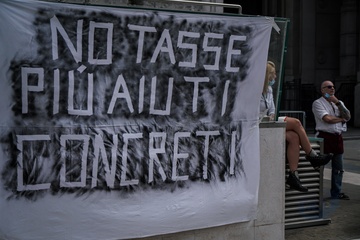 NO TASSE
PIÚ AIUTI
CONCRETI!